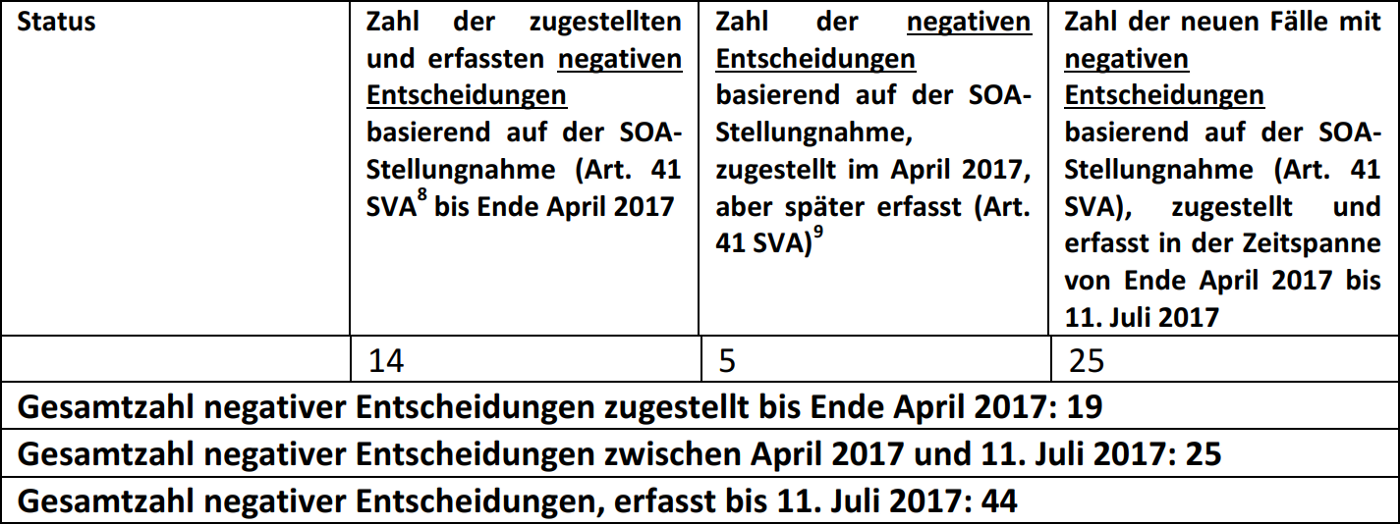 Status
Zahl der zugestellten
und erfassten negativen
Entscheidungen
basierend auf der SOA-
Stellungnahme (Art. 41
SVA8 bis Ende April 2017
Zahl der negativen
Entscheidungen
basierend auf der SOA-
Stellungnahme,
zugestellt im April 2017,
aber später erfasst (Art.
41 SVA)9
Zahl der neuen Fälle mit
negativen
Entscheidungen
basierend auf der SOA-
Stellungnahme (Art. 41
SVA), zugestellt und
erfasst in der Zeitspanne
von Ende April 2017 bis
11. Juli 2017
14
5
25
Gesamtzahl negativer Entscheidungen zugestellt bis Ende April 2017: 19
Gesamtzahl negativer Entscheidungen zwischen April 2017 und 11. Juli 2017: 25
Gesamtzahl negativer Entscheidungen, erfasst bis 11. Juli 2017: 44